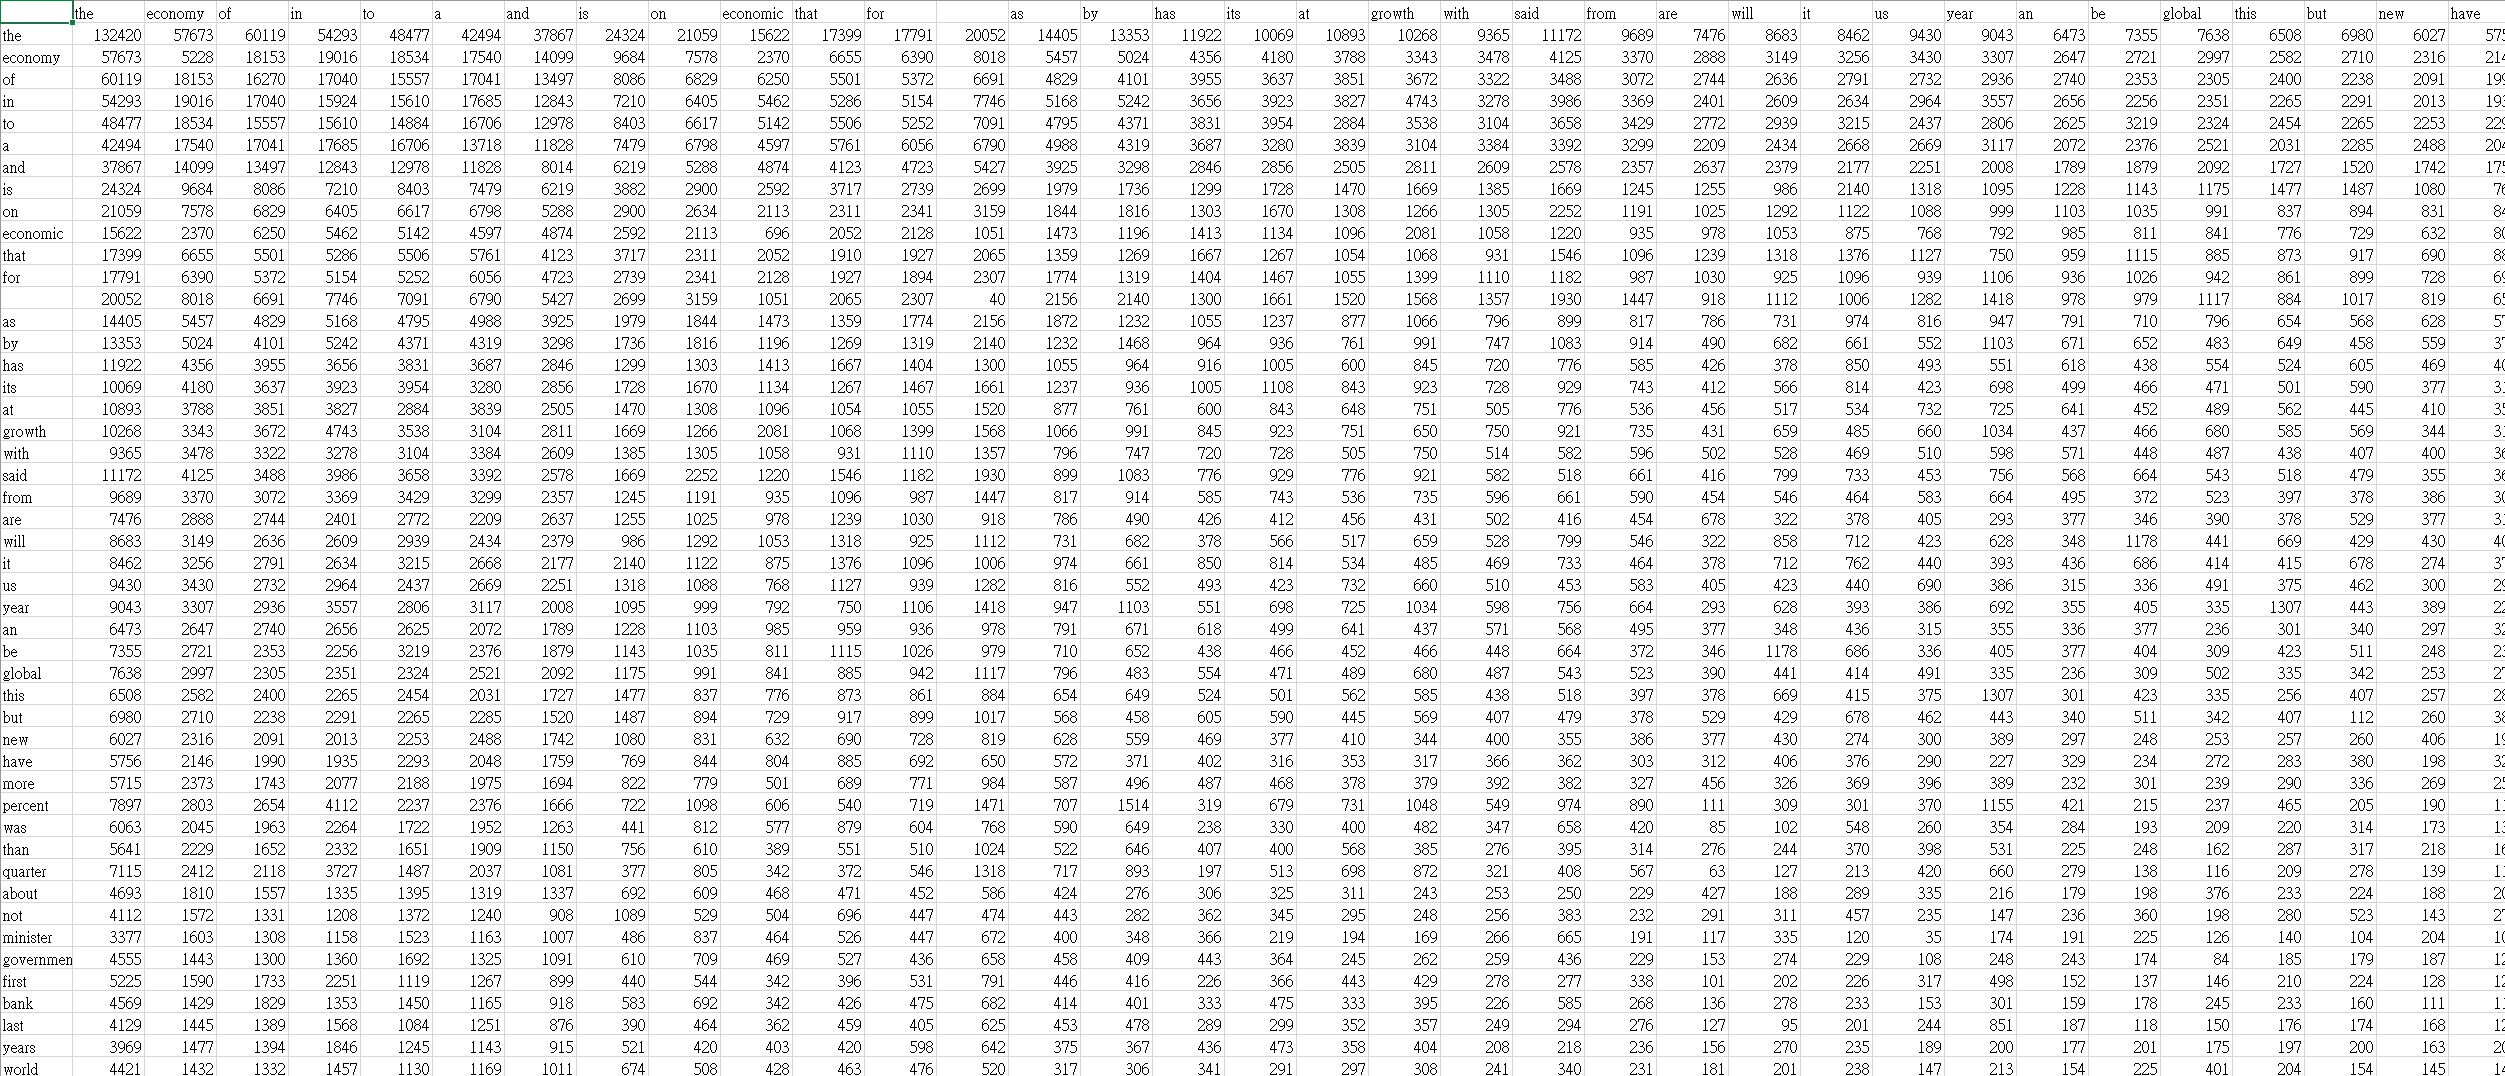 the economy of in to a and is on economic that for as by has its at growth with said from are will it us year an be global this but new have
the 132420 57673 60119 54293 48477 42494 37867 24324 21059 15622 17399 17791 20052 14405 13353 11922 10069 10893 10268 9365 11172 9689 7476 8683 8462 9430 9043 6473 7355 7638 6508 6980 6027
economy 57673 5228 18153 19016 18534 17540 14099 9684 7578 2370 6655 6390 8018 5457 5024 4356 4180 3788 3343 3478 4125 3370 2888 3149 3256 3430 3307 2647 2721 2997 2582 2710 2316
of 60119 18153 16270 17040 15557 17041 13497 8086 6829 6250 5501 5372 6691 4829 4101 3955 3637 3851 3672 3322 3488 3072 2744 2636 2791 2732 2936 2740 2353 2305 2400 2238 2091
in 54293 19016 17040 15924 15610 17685 12843 7210 6405 5462 5286 5154 7746 5168 5242 3656 3923 3827 4743 3278 3986 3369 2401 2609 2634 2964 3557 2656 2256 2351 2265 2291 2013
to 48477 18534 15557 15610 14884 16706 12978 8403 6617 5142 5506 5252 7091 4795 4371 3831 3954 2884 3538 3104 3658 3429 2772 2939 3215 2437 2806 2625 3219 2324 2454 2265 2253
a 42494 17540 17041 17685 16706 13718 11828 7479 6798 4597 5761 6056 6790 4988 4319 3687 3280 3839 3104 3384 3392 3299 2209 2434 2668 2669 3117 2072 2376 2521 2031 2285 2488
and 37867 14099 13497 12843 12978 11828 8014 6219 5288 4874 4123 4723 5427 3925 3298 2846 2856 2505 2811 2609 2578 2357 2637 2379 2177 2251 2008 1789 1879 2092 1727 1520 1742
is 24324 9684 8086 7210 8403 7479 6219 3882 2900 2592 3717 2739 2699 1979 1736 1299 1728 1470 1669 1385 1669 1245 1255 986 2140 1318 1095 1228 1143 1175 1477 1487 1080
on 21059 7578 6829 6405 6617 6798 5288 2900 2634 2113 2311 2341 3159 1844 1816 1303 1670 1308 1266 1305 2252 1191 1025 1292 1122 1088 999 1103 1035 991 837 894 831
economic 15622 2370 6250 5462 5142 4597 4874 2592 2113 696 2052 2128 1051 1473 1196 1413 1134 1096 2081 1058 1220 935 978 1053 875 768 792 985 811 841 776 729 632
that 17399 6655 5501 5286 5506 5761 4123 3717 2311 2052 1910 1927 2065 1359 1269 1667 1267 1054 1068 931 1546 1096 1239 1318 1376 1127 750 959 1115 885 873 917 690
for 17791 6390 5372 5154 5252 6056 4723 2739 2341 2128 1927 1894 2307 1774 1319 1404 1467 1055 1399 1110 1182 987 1030 925 1096 939 1106 936 1026 942 861 899 728
20052 8018 6691 7746 7091 6790 5427 2699 3159 1051 2065 2307 40 2156 2140 1300 1661 1520 1568 1357 1930 1447 918 1112 1006 1282 1418 978 979 1117 884 1017 819
as 14405 5457 4829 5168 4795 4988 3925 1979 1844 1473 1359 1774 2156 1872 1232 1055 1237 877 1066 796 899 817 786 731 974 816 947 791 710 796 654 568 628
by 13353 5024 4101 5242 4371 4319 3298 1736 1816 1196 1269 1319 2140 1232 1468 964 936 761 991 747 1083 914 490 682 661 552 1103 671 652 483 649 458 559
has 11922 4356 3955 3656 3831 3687 2846 1299 1303 1413 1667 1404 1300 1055 964 916 1005 600 845 720 776 585 426 378 850 493 551 618 438 554 524 605 469
its 10069 4180 3637 3923 3954 3280 2856 1728 1670 1134 1267 1467 1661 1237 936 1005 1108 843 923 728 929 743 412 566 814 423 698 499 466 471 501 590 377
at 10893 3788 3851 3827 2884 3839 2505 1470 1308 1096 1054 1055 1520 877 761 600 843 648 751 505 776 536 456 517 534 732 725 641 452 489 562 445 410
growth 10268 3343 3672 4743 3538 3104 2811 1669 1266 2081 1068 1399 1568 1066 991 845 923 751 650 750 921 735 431 659 485 660 1034 437 466 680 585 569 344
with 9365 3478 3322 3278 3104 3384 2609 1385 1305 1058 931 1110 1357 796 747 720 728 505 750 514 582 596 502 528 469 510 598 571 448 487 438 407 400
said 11172 4125 3488 3986 3658 3392 2578 1669 2252 1220 1546 1182 1930 899 1083 776 929 776 921 582 518 661 416 799 733 453 756 568 664 543 518 479 355
from 9689 3370 3072 3369 3429 3299 2357 1245 1191 935 1096 987 1447 817 914 585 743 536 735 596 661 590 454 546 464 583 664 495 372 523 397 378 386
are 7476 2888 2744 2401 2772 2209 2637 1255 1025 978 1239 1030 918 786 490 426 412 456 431 502 416 454 678 322 378 405 293 377 346 390 378 529 377
will 8683 3149 2636 2609 2939 2434 2379 986 1292 1053 1318 925 1112 731 682 378 566 517 659 528 799 546 322 858 712 423 628 348 1178 441 669 429 430
it 8462 3256 2791 2634 3215 2668 2177 2140 1122 875 1376 1096 1006 974 661 850 814 534 485 469 733 464 378 712 762 440 393 436 686 414 415 678 274
us 9430 3430 2732 2964 2437 2669 2251 1318 1088 768 1127 939 1282 816 552 493 423 732 660 510 453 583 405 423 440 690 386 315 336 491 375 462 300
year 9043 3307 2936 3557 2806 3117 2008 1095 999 792 750 1106 1418 947 1103 551 698 725 1034 598 756 664 293 628 393 386 692 355 405 335 1307 443 389
an 6473 2647 2740 2656 2625 2072 1789 1228 1103 985 959 936 978 791 671 618 499 641 437 571 568 495 377 348 436 315 355 336 377 236 301 340 297
be 7355 2721 2353 2256 3219 2376 1879 1143 1035 811 1115 1026 979 710 652 438 466 452 466 448 664 372 346 1178 686 336 405 377 404 309 423 511 248
global 7638 2997 2305 2351 2324 2521 2092 1175 991 841 885 942 1117 796 483 554 471 489 680 487 543 523 390 441 414 491 335 236 309 502 335 342 253
this 6508 2582 2400 2265 2454 2031 1727 1477 837 776 873 861 884 654 649 524 501 562 585 438 518 397 378 669 415 375 1307 301 423 335 256 407 257
but 6980 2710 2238 2291 2265 2285 1520 1487 894 729 917 899 1017 568 458 605 590 445 569 407 479 378 529 429 678 462 443 340 511 342 407 112 260
new 6027 2316 2091 2013 2253 2488 1742 1080 831 632 690 728 819 628 559 469 377 410 344 400 355 386 377 430 274 300 389 297 248 253 257 260 406
have 5756 2146 1990 1935 2293 2048 1759 769 844 804 885 692 650 572 371 402 316 353 317 366 362 303 312 406 376 290 227 329 234 272 283 380 198
more 5715 2373 1743 2077 2188 1975 1694 822 779 501 689 771 984 587 496 487 468 378 379 392 382 327 456 326 369 396 389 232 301 239 290 336 269
percent 7897 2803 2654 4112 2237 2376 1666 722 1098 606 540 719 1471 707 1514 319 679 731 1048 549 974 890 111 309 301 370 1155 421 215 237 465 205 190
was 6063 2045 1963 2264 1722 1952 1263 441 812 577 879 604 768 590 649 238 330 400 482 347 658 420 85 102 548 260 354 284 193 209 220 314 173
than 5641 2229 1652 2332 1651 1909 1150 756 610 389 551 510 1024 522 646 407 400 568 385 276 395 314 276 244 370 398 531 225 248 162 287 317 218
quarter 7115 2412 2118 3727 1487 2037 1081 377 805 342 372 546 1318 717 893 197 513 698 872 321 408 567 63 127 213 420 660 279 138 116 209 278 139
about 4693 1810 1557 1335 1395 1319 1337 692 609 468 471 452 586 424 276 306 325 311 243 253 250 229 427 188 289 335 216 179 198 376 233 224 188
not 4112 1572 1331 1208 1372 1240 908 1089 529 504 696 447 474 443 282 362 345 295 248 256 383 232 291 311 457 235 147 236 360 198 280 523 143
minister 3377 1603 1308 1158 1523 1163 1007 486 837 464 526 447 672 400 348 366 219 194 169 266 665 191 117 335 120 35 174 191 225 126 140 104 204
governmen 4555 1443 1300 1360 1692 1325 1091 610 709 469 527 436 658 458 409 443 364 245 262 259 436 229 153 274 229 108 248 243 174 84 185 179 187
first 5225 1590 1733 2251 1119 1267 899 440 544 342 396 531 791 446 416 226 366 443 429 278 277 338 101 202 226 317 498 152 137 146 210 224 128
bank 4569 1429 1829 1353 1450 1165 918 583 692 342 426 475 682 414 401 333 475 333 395 226 585 268 136 278 233 153 301 159 178 245 233 160 111
last 4129 1445 1389 1568 1084 1251 876 390 464 362 459 405 625 453 478 289 299 352 357 249 294 276 127 95 201 244 851 187 118 150 176 174 168
years 3969 1477 1394 1846 1245 1143 915 521 420 403 420 598 642 375 367 436 473 358 404 208 218 236 156 270 235 189 200 177 201 175 197 200 163
world 4421 1432 1332 1457 1130 1169 1011 674 508 428 463 476 520 317 306 341 291 297 308 241 340 231 181 201 238 147 213 154 225 401 204 154 145